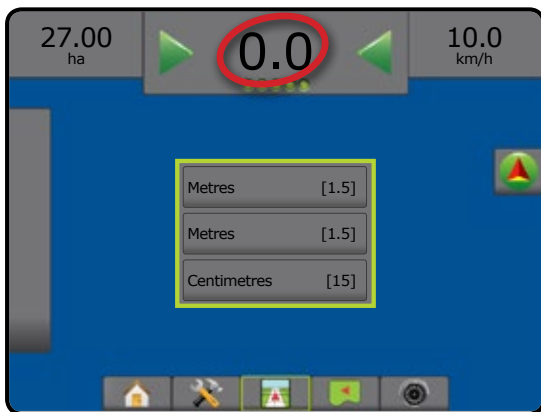 27.00
ha
0.0
10.0
km/h
Metres [1.5]
Metres [1.5]
Centimetres [15]